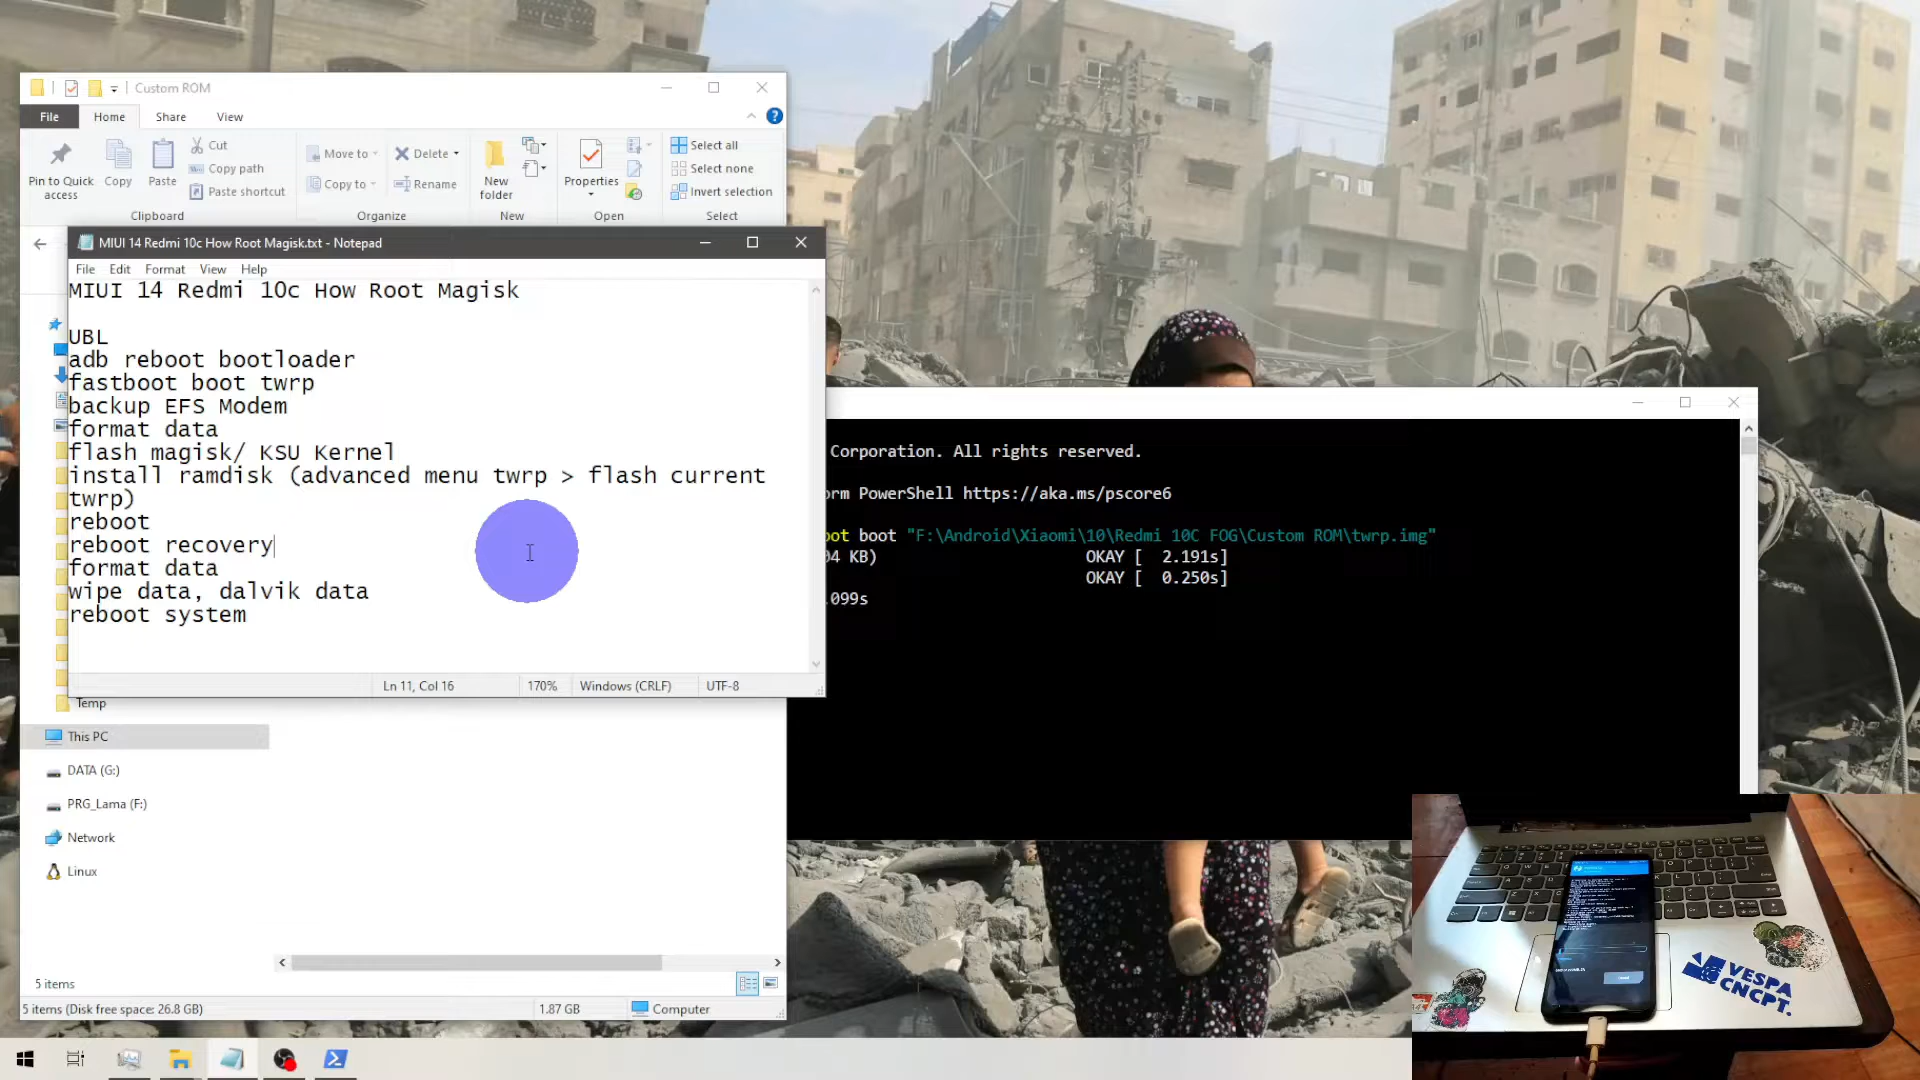 Custom ROM
File Home Share View
Pin to Quick access
Copy
Paste
Cut
Copy path
Paste shortcut
Clipboard
Move to
Copy to
Delete
Rename
Organize
New folder
New
Properties
Open
Select all
Select none
Invert selection
Select
MIUI 14 Redmi 10c How Root Magisk.txt - Notepad
File Edit Format View Help
MIUI 14 Redmi 10c How Root Magisk
UBL
adb reboot bootloader
fastboot boot twrp
backup EFS Modem
format data
flash magisk/ KSU Kernel
install ramdisk (advanced menu twrp > flash current
twrp)
reboot
reboot recovery
format data
wipe data, dalvik data
reboot system
Ln 11, Col 16 170% Windows (CRLF) UTF-8
Corporation. All rights reserved.
orm PowerShell https://aka.ms/pscore6
oot boot "F:\Android\Xiaomi\10\Redmi 10C FOG\Custom ROM\twrp.img"
04 KB) OKAY [ 2.191s]
OKAY [ 0.250s]
.099s
Temp
This PC
DATA (G:)
PRG_Lama (F:)
Network
Linux
5 items
5 items (Disk free space: 26.8 GB) 1.87 GB Computer
VESPA
CNCPT.